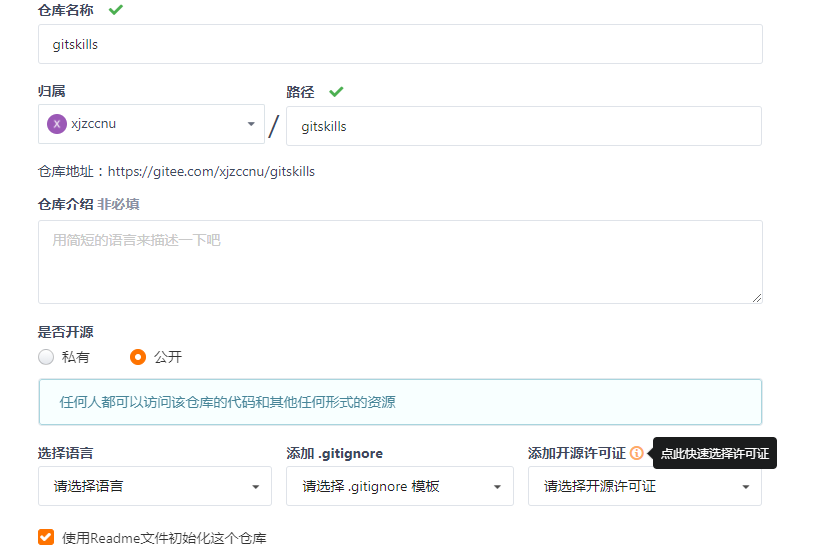 仓库名称
gitskills
归属
路径
X xjzccnu / gitskills
仓库地址：https://gitee.com/xjzccnu/gitskills
仓库介绍 非必填
用简短的语言来描述一下吧
是否开源
私有 公开
任何人都可以访问该仓库的代码和其他任何形式的资源
选择语言 添加 .gitignore 添加开源许可证 点此快速选择许可证
请选择语言 请选择 .gitignore 模板 请选择开源许可证
使用Readme文件初始化这个仓库